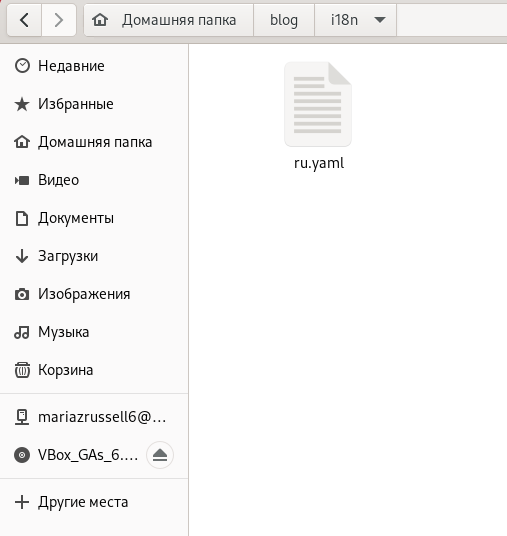 Домашняя папка
blog
i18n
Недавние
Избранные
Домашняя папка
Видео
Документы
Загрузки
Изображения
Музыка
Корзина
mariazrussell6@...
VBox_GAs_6....
Другие места
ru.yaml